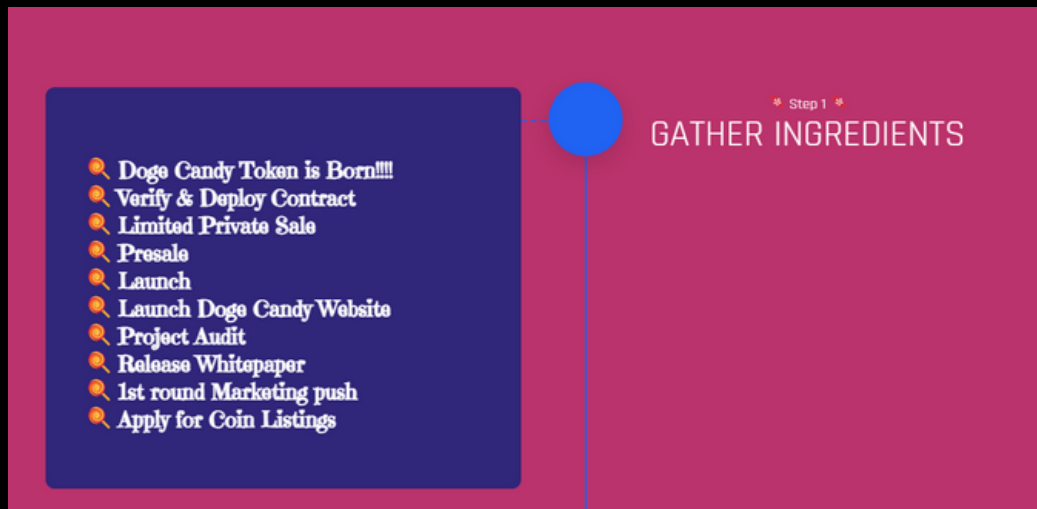 Doge Candy Token is Born!!!!
Verify & Deploy Contract
Limited Private Sale
Presale
Launch
Launch Doge Candy Website
Project Audit
Release Whitepaper
1st round Marketing push
Apply for Coin Listings
Step 1
GATHER INGREDIENTS